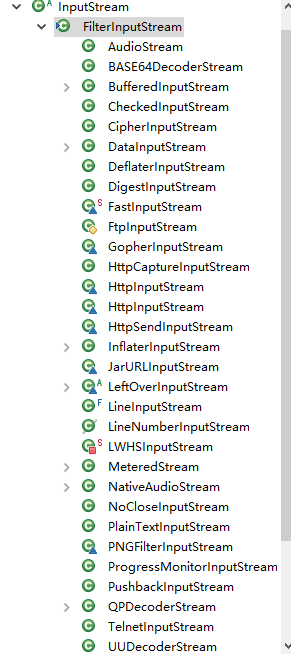 InputStream
FilterInputStream
AudioStream
BASE64DecoderStream
BufferedInputStream
CheckedInputStream
CipherInputStream
DataInputStream
DeflaterInputStream
DigestInputStream
FastInputStream
FtpInputStream
GopherInputStream
HttpCaptureInputStream
HttpInputStream
HttpInputStream
HttpSendInputStream
InflaterInputStream
JarURLInputStream
LeftOverInputStream
LineInputStream
LineNumberInputStream
LWHSInputStream
MeteredStream
NativeAudioStream
NoCloseInputStream
PlainTextInputStream
PNGFilterInputStream
ProgressMonitorInputStream
PushbackInputStream
QPDecoderStream
TelnetInputStream
UUDecoderStream